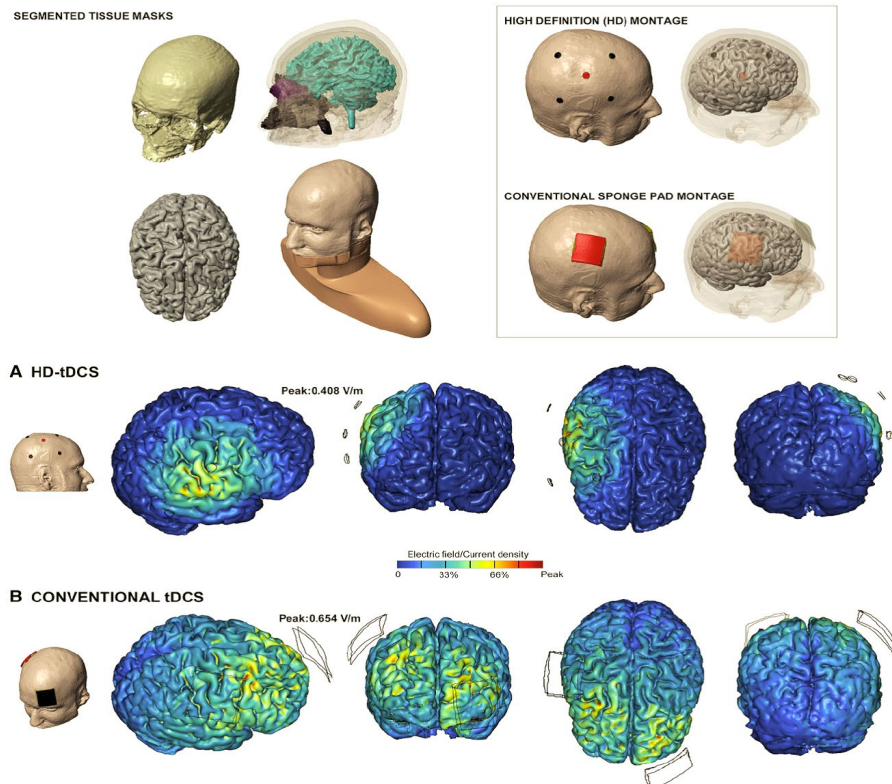 SEGMENTED TISSUE MASKS
HIGH DEFINITION (HD) MONTAGE
CONVENTIONAL SPONGE PAD MONTAGE
A HD-tDCS
Peak:0.408 V/m
Electric field/Current density
0 33% 66% Peak
B CONVENTIONAL tDCS
Peak:0.654 V/m